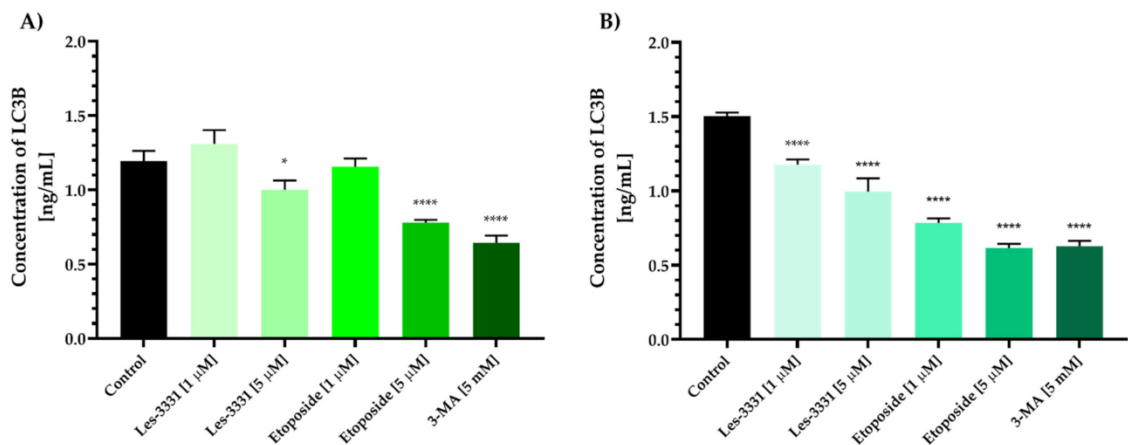 A)
Concentration of LC3B
[ng/mL]
2.0
1.5
1.0
0.5
0.0
*
****
****
Control
Les-3331 [1 μM]
Les-3331 [5 μM]
Etoposide [1 μM]
Etoposide [5 μM]
3-MA [5 mM]
B)
Concentration of LC3B
[ng/mL]
2.0
1.5
1.0
0.5
0.0
****
****
****
****
****
Control
Les-3331 [1 μM]
Les-3331 [5 μM]
Etoposide [1 μM]
Etoposide [5 μM]
3-MA [5 mM]